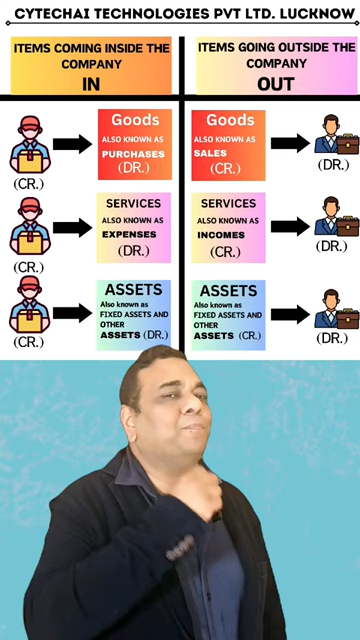 CYTECHAI TECHNOLOGIES PVT LTD. LUCKNOW
ITEMS COMING INSIDE THE
COMPANY
IN
ITEMS GOING OUTSIDE THE
COMPANY
OUT
(CR.)
Goods
ALSO KNOWN AS
PURCHASES
(DR.)
Goods
ALSO KNOWN AS
SALES
(CR.)
(DR.)
(CR.)
SERVICES
ALSO KNOWN AS
EXPENSES
(DR.)
SERVICES
ALSO KNOWN AS
INCOMES
(CR.)
(DR.)
(CR.)
ASSETS
Also known as
FIXED ASSETS AND
OTHER
ASSETS (DR.)
ASSETS
Also known as
FIXED ASSETS AND
OTHER
ASSETS (CR.)
(DR.)